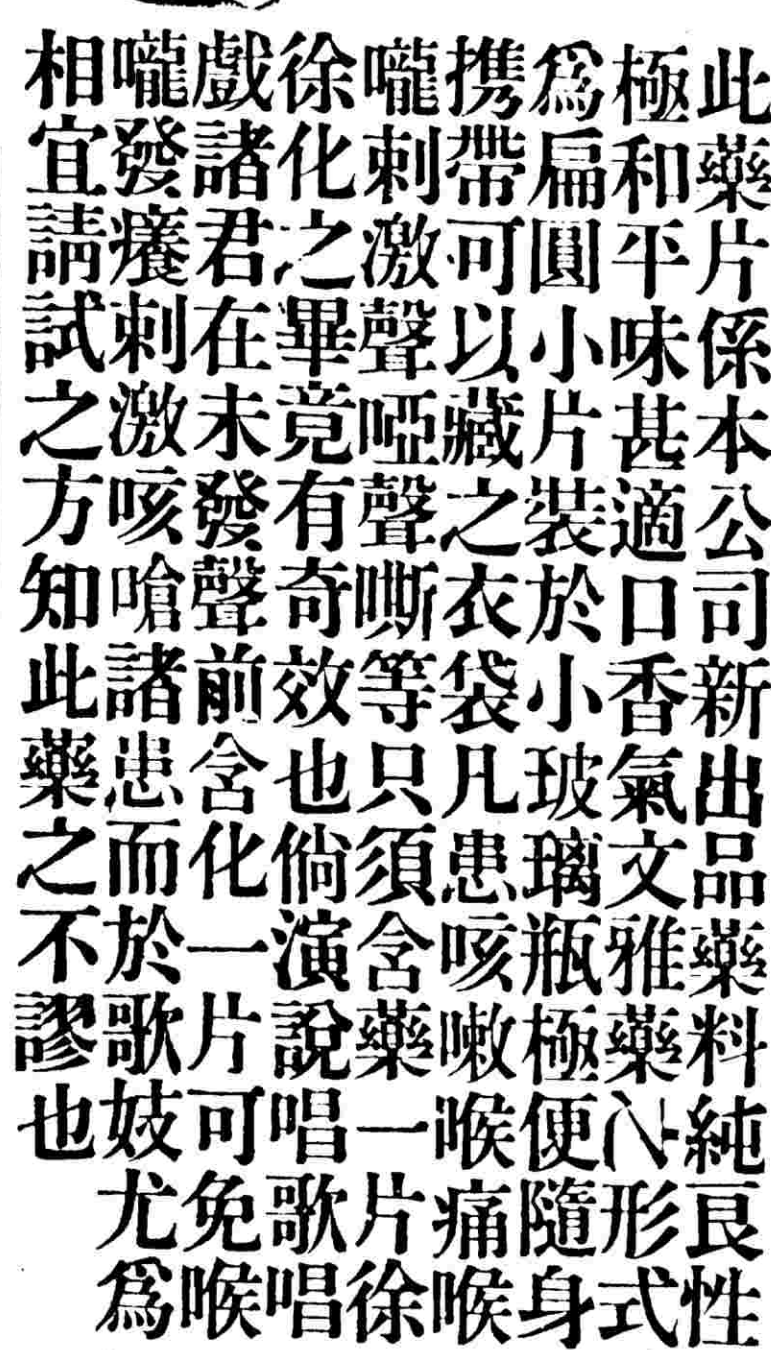 此藥片係本公司新出品藥料純良性
極和平味甚適口香氣文雅藥片形式
爲扁圓小片裝於小玻璃瓶極便隨身
携帶可以藏之衣袋凡患咳嗽喉痛喉
嚨刺激聲啞聲嘶等只須含藥一片徐
徐化之畢竟有奇效也倘演說唱歌唱
戲諸君在未發聲前含化一片可免喉
嚨發癢刺激咳嗆諸患而於歌妓尤爲
相宜請試之方知此藥之不謬也